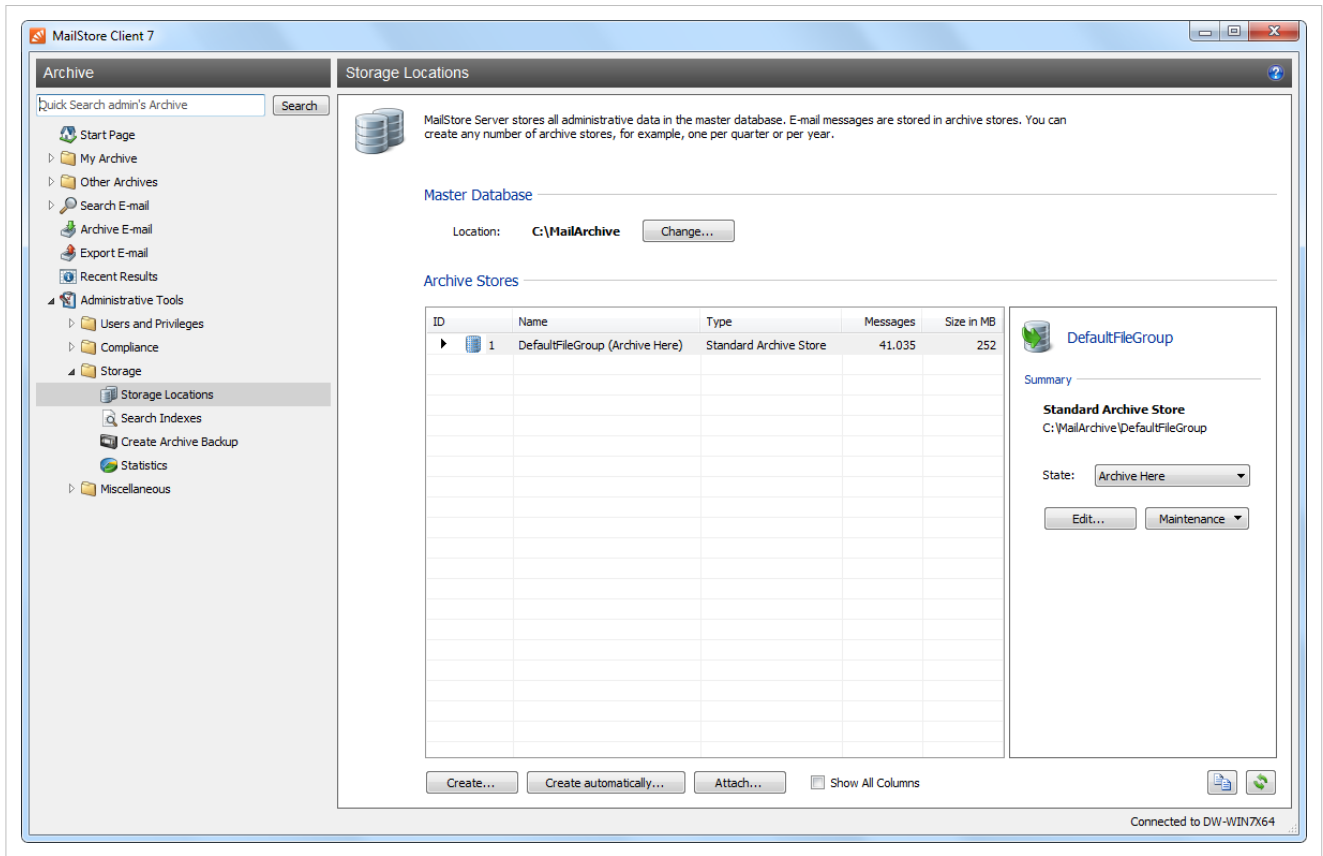 MailStore Client 7
Archive
Quick Search admin's Archive
Search
Start Page
My Archive
Other Archives
Search E-mail
Archive E-mail
Export E-mail
Recent Results
Administrative Tools
Users and Privileges
Compliance
Storage
Storage Locations
Search Indexes
Create Archive Backup
Statistics
Miscellaneous
Storage Locations
MailStore Server stores all administrative data in the master database. E-mail messages are stored in archive stores. You can
create any number of archive stores, for example, one per quarter or per year.
Master Database
Location: C:\MailArchive Change...
Archive Stores
ID Name Type Messages Size in MB
1 DefaultFileGroup (Archive Here) Standard Archive Store 41.035 252
DefaultFileGroup
Summary
Standard Archive Store
C:\MailArchive\DefaultFileGroup
State: Archive Here
Edit... Maintenance
Create... Create automatically... Attach... Show All Columns
Connected to DW-WIN7X64